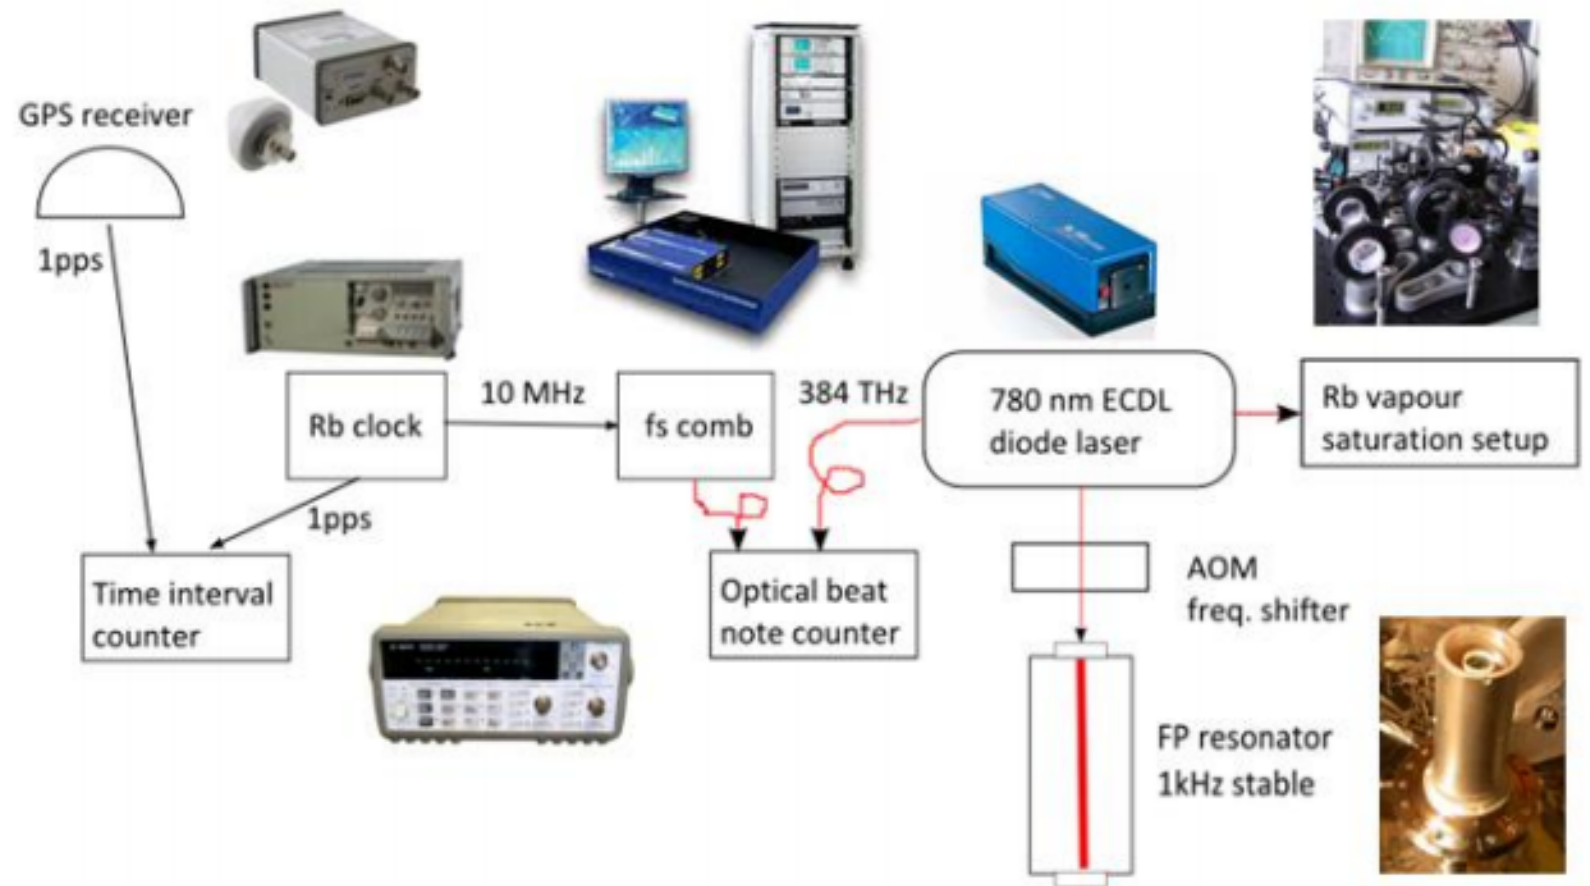 GPS receiver
1pps
Rb clock
10 MHz
fs comb
384 THz
780 nm ECDL
diode laser
Rb vapour
saturation setup
1pps
Time interval
counter
Optical beat
note counter
AOM
freq. shifter
FP resonator
1kHz stable